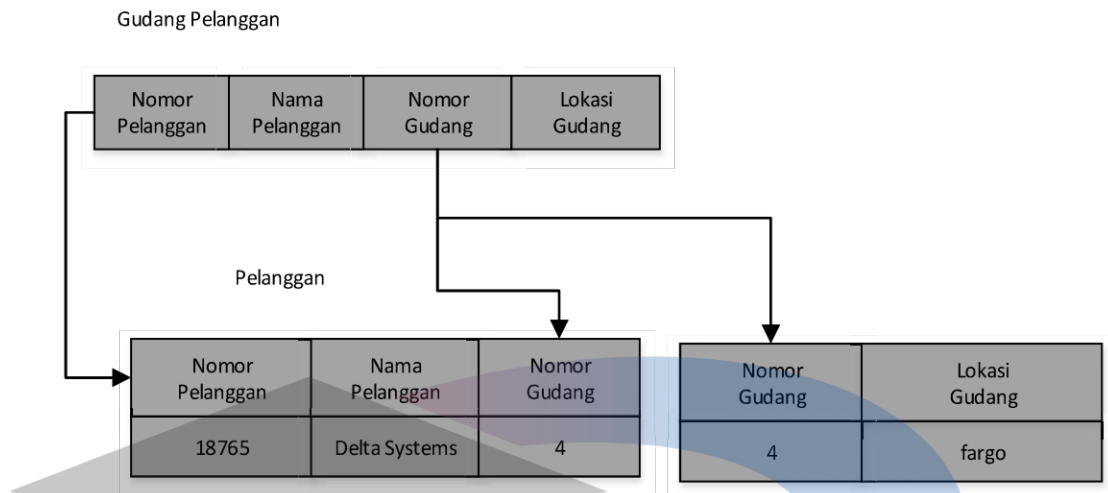 Gudang Pelanggan
Nomor Pelanggan
Nama Pelanggan
Nomor Gudang
Lokasi Gudang
Pelanggan
Nomor Pelanggan
Nama Pelanggan
Nomor Gudang
18765
Delta Systems
4
Nomor Gudang
Lokasi Gudang
4
fargo